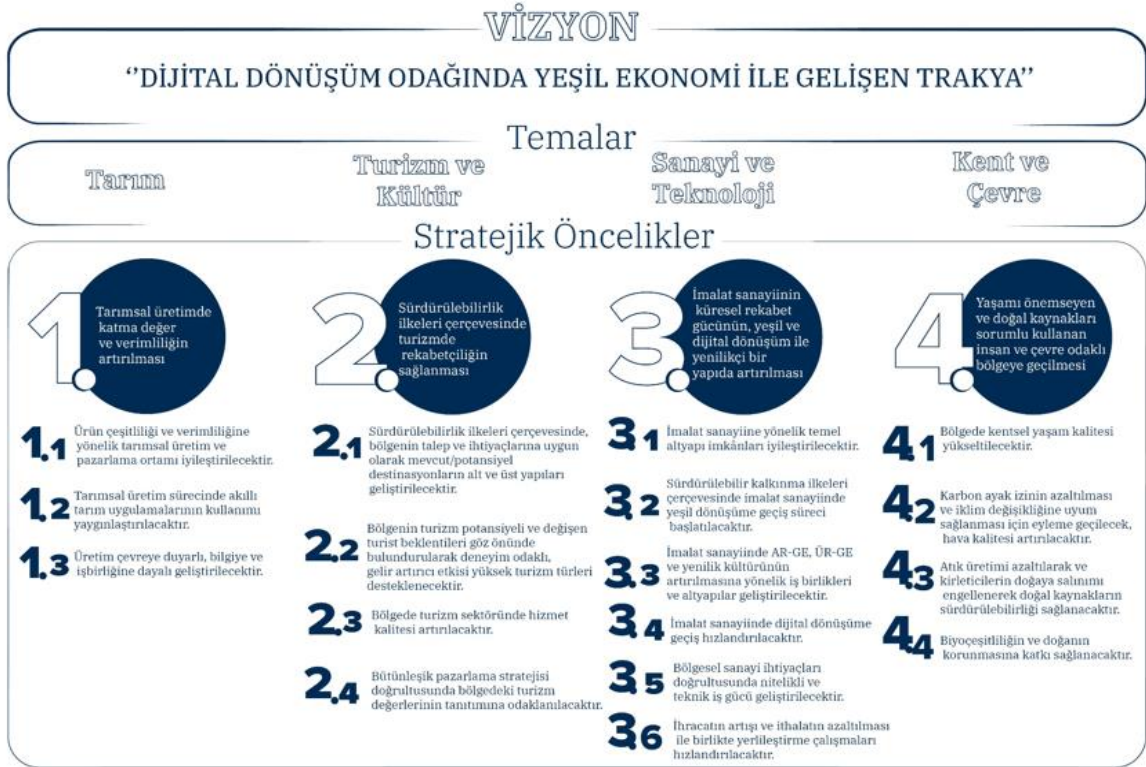 VİZYON
‘’DİJİTAL DÖNÜŞÜM ODAĞINDA YEŞİL EKONOMİ İLE GELİŞEN TRAKYA’’
Temalar
Tarım
Turizm ve
Kültür
Sanayi ve
Teknoloji
Kent ve
Çevre
Stratejik Öncelikler
1.
Tarımsal üretimde
katma değer
ve verimliliğin
artırılması
1.1
Ürün çeşitliliği ve verimliliğine
yönelik tarımsal üretim ve
pazarlama ortamı iyileştirilecektir.
1.2
Tarımsal üretim sürecinde akıllı
tarım uygulamalarının kullanımı
yaygınlaştırılacaktır.
1.3
Üretim çevreye duyarlı, bilgiye ve
işbirliğine dayalı geliştirilecektir.
2.
Sürdürülebilirlik
ilkeleri çerçevesinde
turizmde
rekabetçiliğin
sağlanması
2.1
Sürdürülebilirlik ilkeleri çerçevesinde,
bölgenin talep ve ihtiyaçlarına uygun
olarak mevcut/potansiyel
destinasyonların alt ve üst yapıları
geliştirilecektir.
2.2
Bölgenin turizm potansiyeli ve değişen
turist beklentileri göz önünde
bulundurularak deneyim odaklı,
gelir artırıcı etkisi yüksek turizm türleri
desteklenecektir.
2.3
Bölgede turizm sektöründe hizmet
kalitesi artırılacaktır.
2.4
Bütünleşik pazarlama stratejisi
doğrultusunda bölgedeki turizm
değerlerinin tanıtımına odaklanılacaktır.
3.
İmalat sanayiinin
küresel rekabet
gücünün, yeşil ve
dijital dönüşüm ile
yenilikçi bir
yapıda artırılması
3.1
İmalat sanayiine yönelik temel
altyapı imkânları iyileştirilecektir.
3.2
Sürdürülebilir kalkınma ilkeleri
çerçevesinde imalat sanayiinde
yeşil dönüşüme geçiş süreci
başlatılacaktır.
3.3
İmalat sanayiinde AR-GE, ÜR-GE
ve yenilik kültürünün
artırılmasına yönelik iş birlikleri
ve altyapılar geliştirilecektir.
3.4
İmalat sanayiinde dijital dönüşüme
geçiş hızlandırılacaktır.
3.5
Bölgesel sanayi ihtiyaçları
doğrultusunda nitelikli ve
teknik iş gücü geliştirilecektir.
3.6
İhracatın artışı ve ithalatın azaltılması
ile birlikte yerlileştirme çalışmaları
hızlandırılacaktır.
4.
Yaşamı önemseyen
ve doğal kaynakları
sorumlu kullanan
insan ve çevre odaklı
bölgeye geçilmesi
4.1
Bölgede kentsel yaşam kalitesi
yükseltilecektir.
4.2
Karbon ayak izinin azaltılması
ve iklim değişikliğine uyum
sağlanması için eyleme geçilecek,
hava kalitesi artırılacaktır.
4.3
Atık üretimi azaltılarak ve
kirleticilerin doğaya salınımı
engellenerek doğal kaynakların
sürdürülebilirliği sağlanacaktır.
4.4
Biyoçeşitliliğin ve doğanın
korunmasına katkı sağlanacaktır.